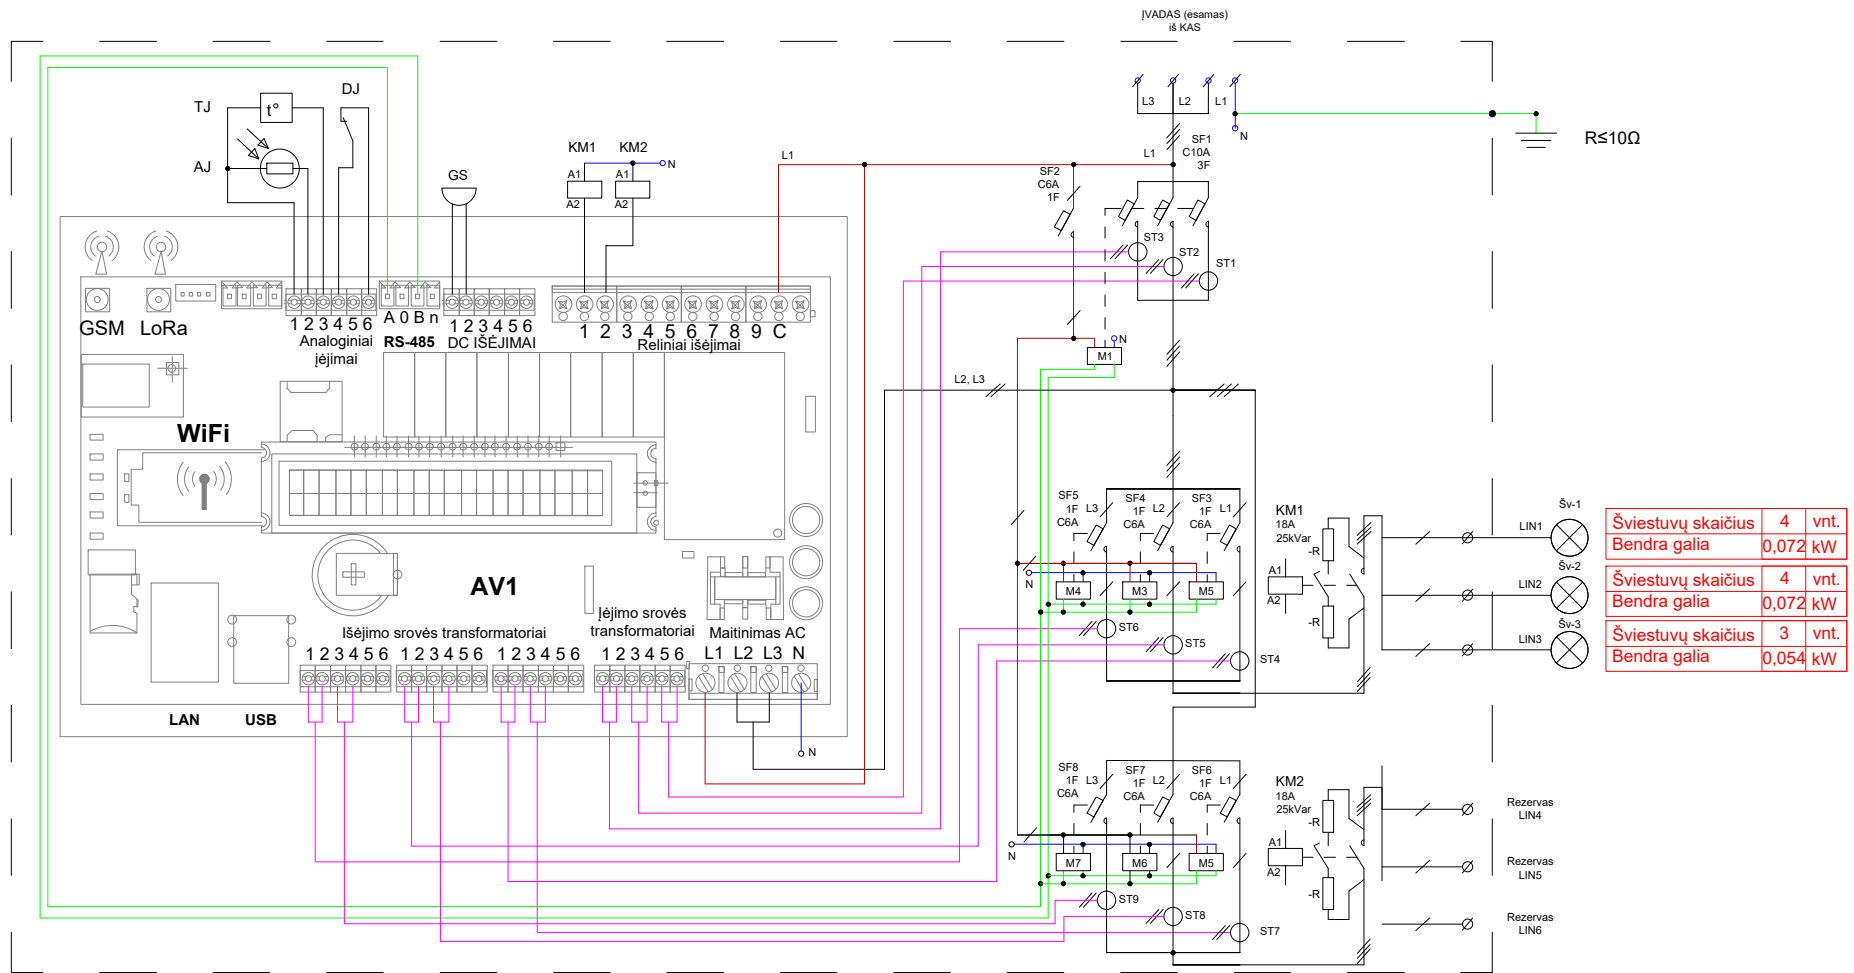 ĮVADAS (esamas)
iš KAS
L3
L2
L1
N
R≤10Ω
TJ
t°
DJ
AJ
GS
KM1
KM2
N
A1
A2
A1
A2
L1
L1
SF1
C10A
3F
SF2
C6A
1F
ST3
ST2
ST1
M1
N
L2, L3
GSM
LoRa
1 2 3 4 5 6
Analoginiai
įėjimai
A 0 B n
RS-485
1 2 3 4 5 6
DC IŠĖJIMAI
1 2 3 4 5 6 7 8 9 C
Reliniai išėjimai
WiFi
AV1
LAN
USB
Išėjimo srovės transformatoriai
1 2 3 4 5 6
1 2 3 4 5 6
1 2 3 4 5 6
Įėjimo srovės
transformatoriai
1 2 3 4 5 6
Maitinimas AC
L1 L2 L3 N
N
SF5
1F
C6A
L3
SF4
1F
C6A
L2
SF3
1F
C6A
L1
N
M4
M3
M5
ST6
ST5
ST4
KM1
18A
25kVar
A1
A2
-R
-R
LIN1
Šv-1
Šviestuvų skaičius 4 vnt.
Bendra galia 0,072 kW
LIN2
Šv-2
Šviestuvų skaičius 4 vnt.
Bendra galia 0,072 kW
LIN3
Šv-3
Šviestuvų skaičius 3 vnt.
Bendra galia 0,054 kW
SF8
1F
C6A
L3
SF7
1F
C6A
L2
SF6
1F
C6A
L1
N
M7
M6
M5
ST9
ST8
ST7
KM2
18A
25kVar
A1
A2
-R
-R
Rezervas
LIN4
Rezervas
LIN5
Rezervas
LIN6